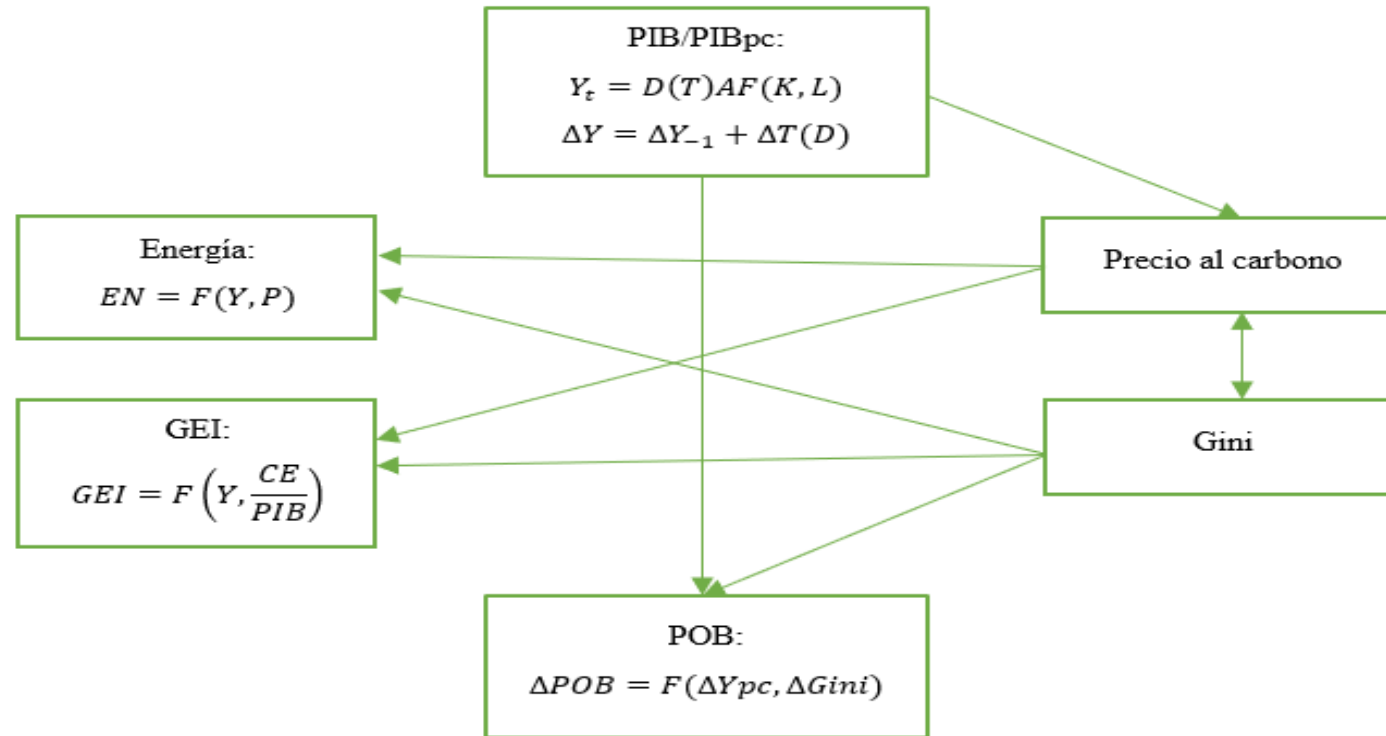 PIB/PIBpc:
Y_t = D(T)AF(K, L)
ΔY = ΔY_{-1} + ΔT(D)
Energía:
EN = F(Y, P)
Precio al carbono
GEI:
GEI = F(Y, CE/PIB)
Gini
POB:
ΔPOB = F(ΔYpc, ΔGini)